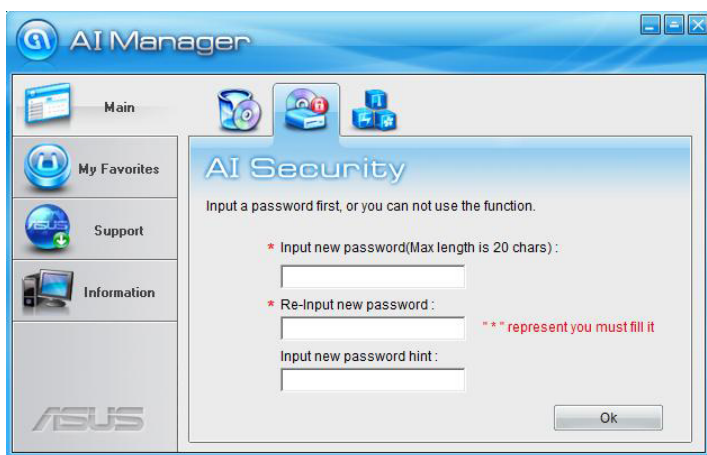 AI Manager
Main
My Favorites
Support
Information
ASUS
ASUS
AI Security
Input a password first, or you can not use the function.
* Input new password(Max length is 20 chars) :
* Re-Input new password :
" * " represent you must fill it
Input new password hint :
Ok